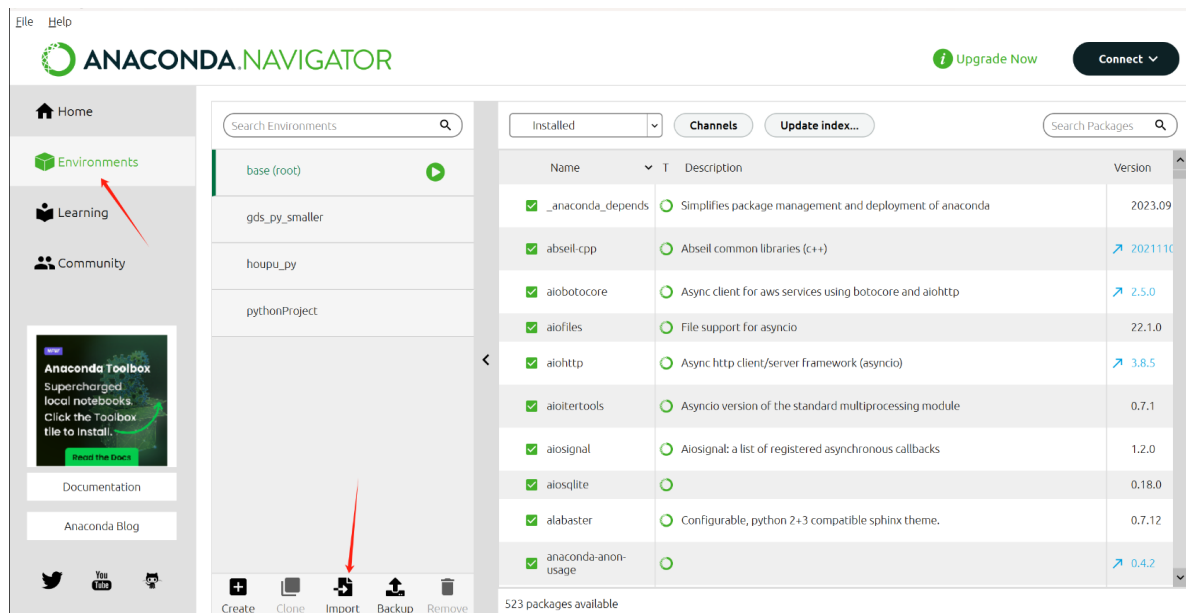 File Help
ANACONDA.NAVIGATOR
Upgrade Now
Connect
Home
Environments
Learning
Community
NEW
Anaconda Toolbox
Supercharged
local notebooks.
Click the Toolbox
tile to install.
Read the Docs
Documentation
Anaconda Blog
You
Tube
Search Environments
base (root)
gds_py_smaller
houpu_py
pythonProject
Create Clone Import Backup Remove
Installed Channels Update index... Search Packages
Name T Description Version
_anaconda_depends Simplifies package management and deployment of anaconda 2023.09
abseil-cpp Abseil common libraries (c++) 2021110
aiobotocore Async client for aws services using botocore and aiohttp 2.5.0
aiofiles File support for asyncio 22.1.0
aiohttp Async http client/server framework (asyncio) 3.8.5
aioitertools Asyncio version of the standard multiprocessing module 0.7.1
aiosignal Aiosignal: a list of registered asynchronous callbacks 1.2.0
aiosqlite 0.18.0
alabaster Configurable, python 2+3 compatible sphinx theme. 0.7.12
anaconda-anon-
usage 0.4.2
523 packages available